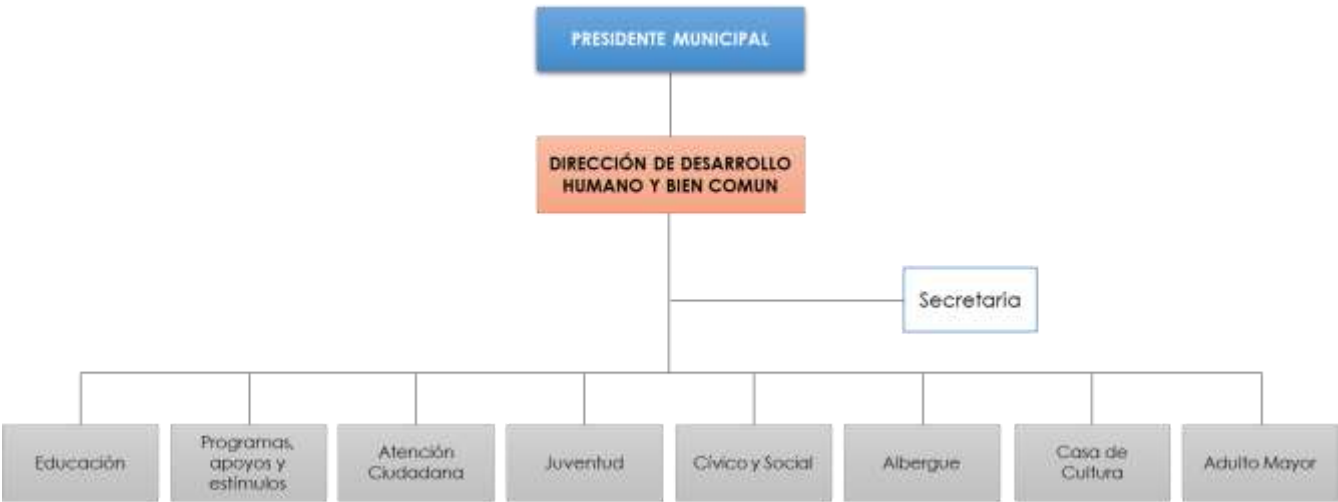 PRESIDENTE MUNICIPAL
DIRECCIÓN DE DESARROLLO
HUMANO Y BIEN COMUN
Secretaria
Educación
Programas,
apoyos y
estímulos
Atención
Ciudadana
Juventud
Cívico y Social
Albergue
Casa de
Cultura
Adulto Mayor